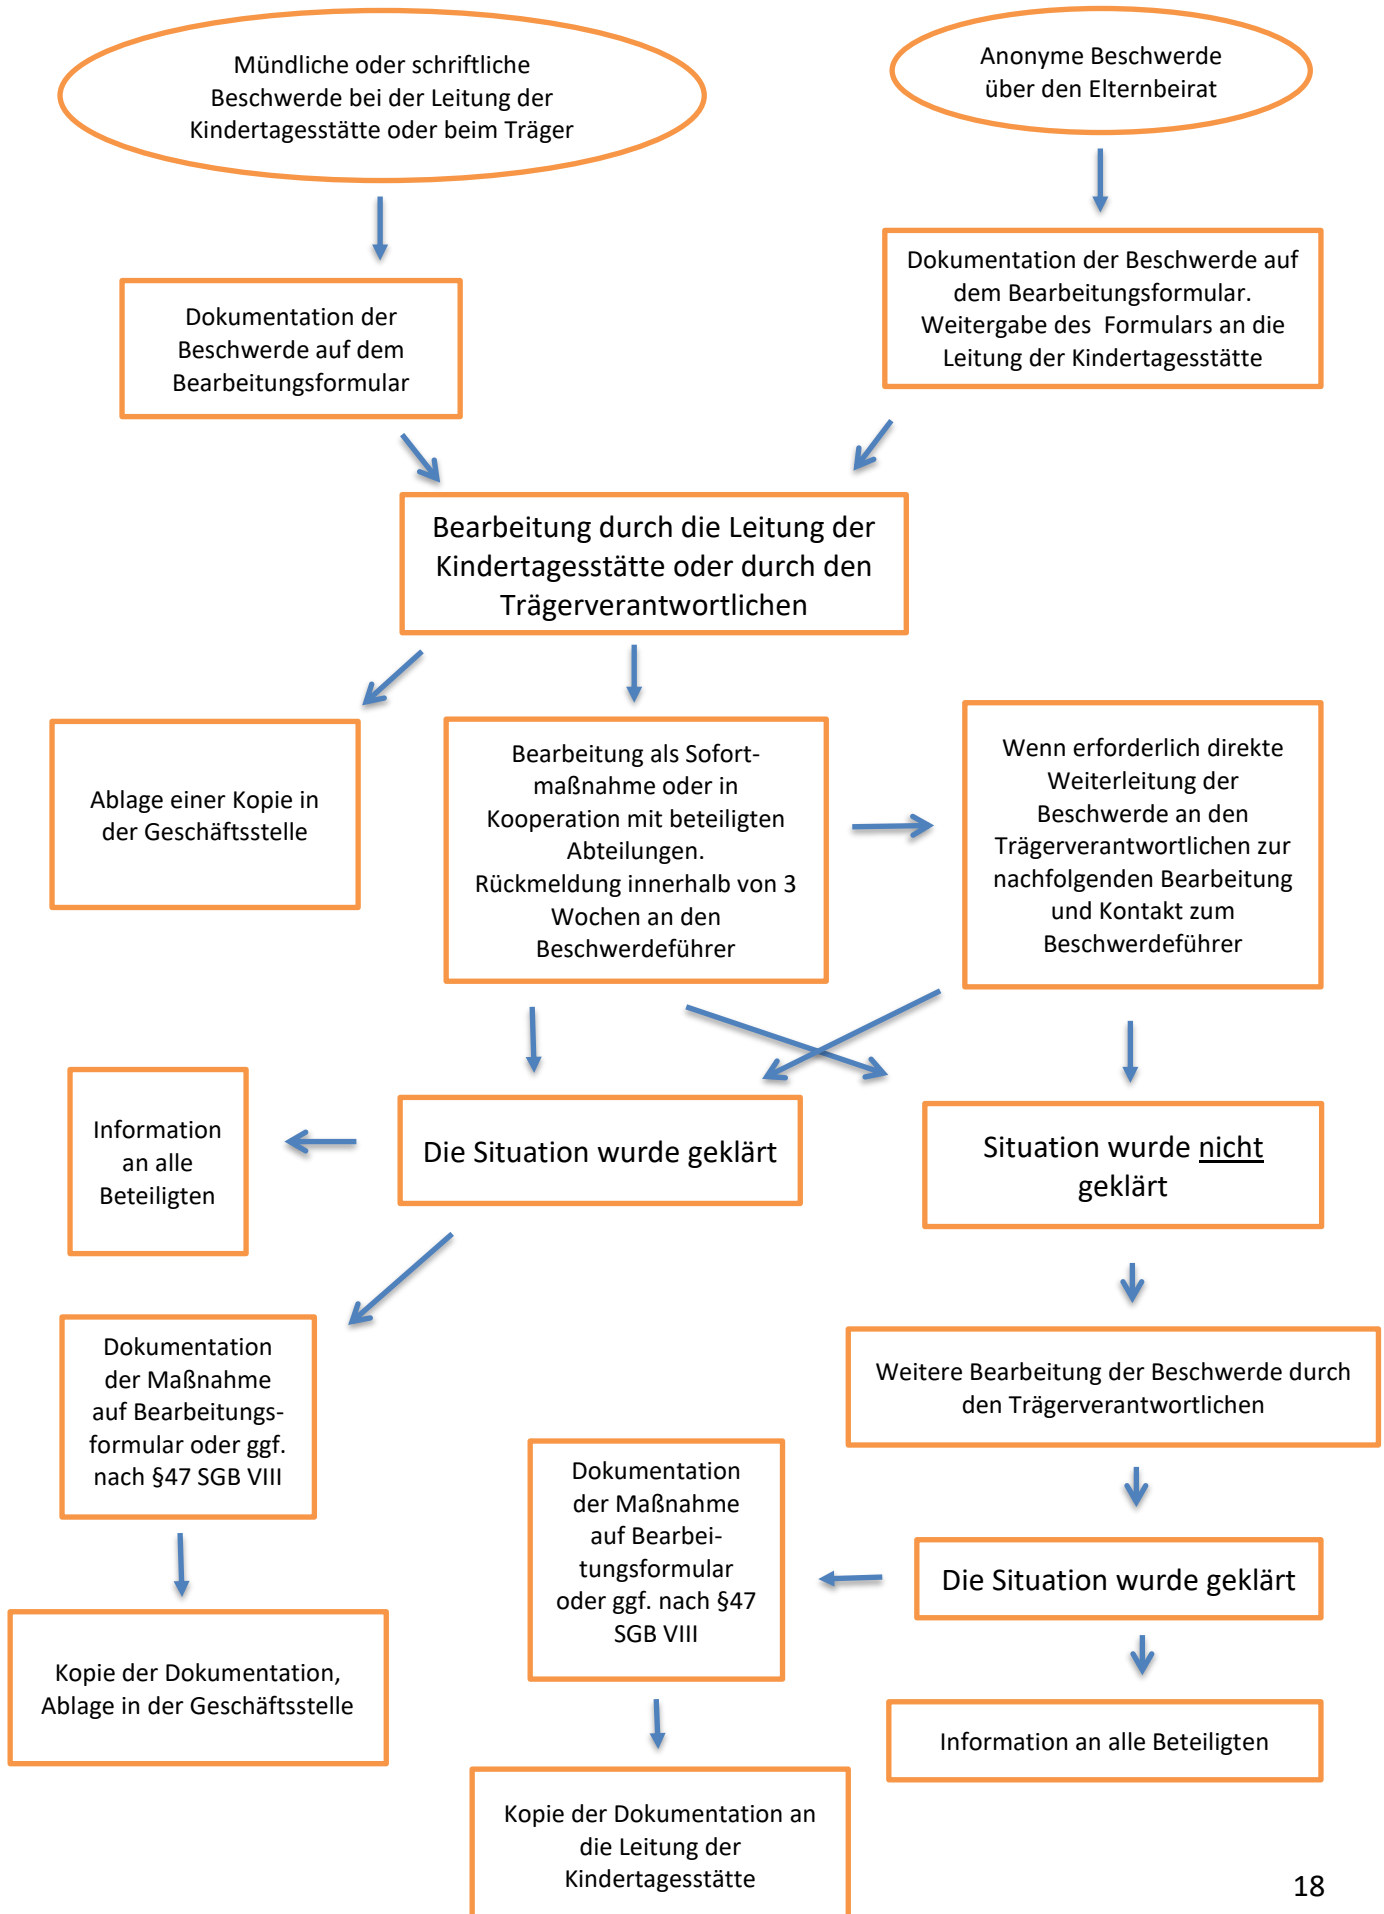 Mündliche oder schriftliche
Beschwerde bei der Leitung der
Kindertagesstätte oder beim Träger
Anonyme Beschwerde
über den Elternbeirat
Dokumentation der
Beschwerde auf dem
Bearbeitungsformular
Dokumentation der Beschwerde auf
dem Bearbeitungsformular.
Weitergabe des  Formulars an die
Leitung der Kindertagesstätte
Bearbeitung durch die Leitung der
Kindertagesstätte oder durch den
Trägerverantwortlichen
Ablage einer Kopie in
der Geschäftsstelle
Bearbeitung als Sofort-
maßnahme oder in
Kooperation mit beteiligten
Abteilungen.
Rückmeldung innerhalb von 3
Wochen an den
Beschwerdeführer
Wenn erforderlich direkte
Weiterleitung der
Beschwerde an den
Trägerverantwortlichen zur
nachfolgenden Bearbeitung
und Kontakt zum
Beschwerdeführer
Information
an alle
Beteiligten
Die Situation wurde geklärt
Situation wurde nicht
geklärt
Dokumentation
der Maßnahme
auf Bearbeitungs-
formular oder ggf.
nach §47 SGB VIII
Weitere Bearbeitung der Beschwerde durch
den Trägerverantwortlichen
Dokumentation
der Maßnahme
auf Bearbei-
tungsformular
oder ggf. nach §47
SGB VIII
Die Situation wurde geklärt
Kopie der Dokumentation,
Ablage in der Geschäftsstelle
Information an alle Beteiligten
Kopie der Dokumentation an
die Leitung der
Kindertagesstätte
18